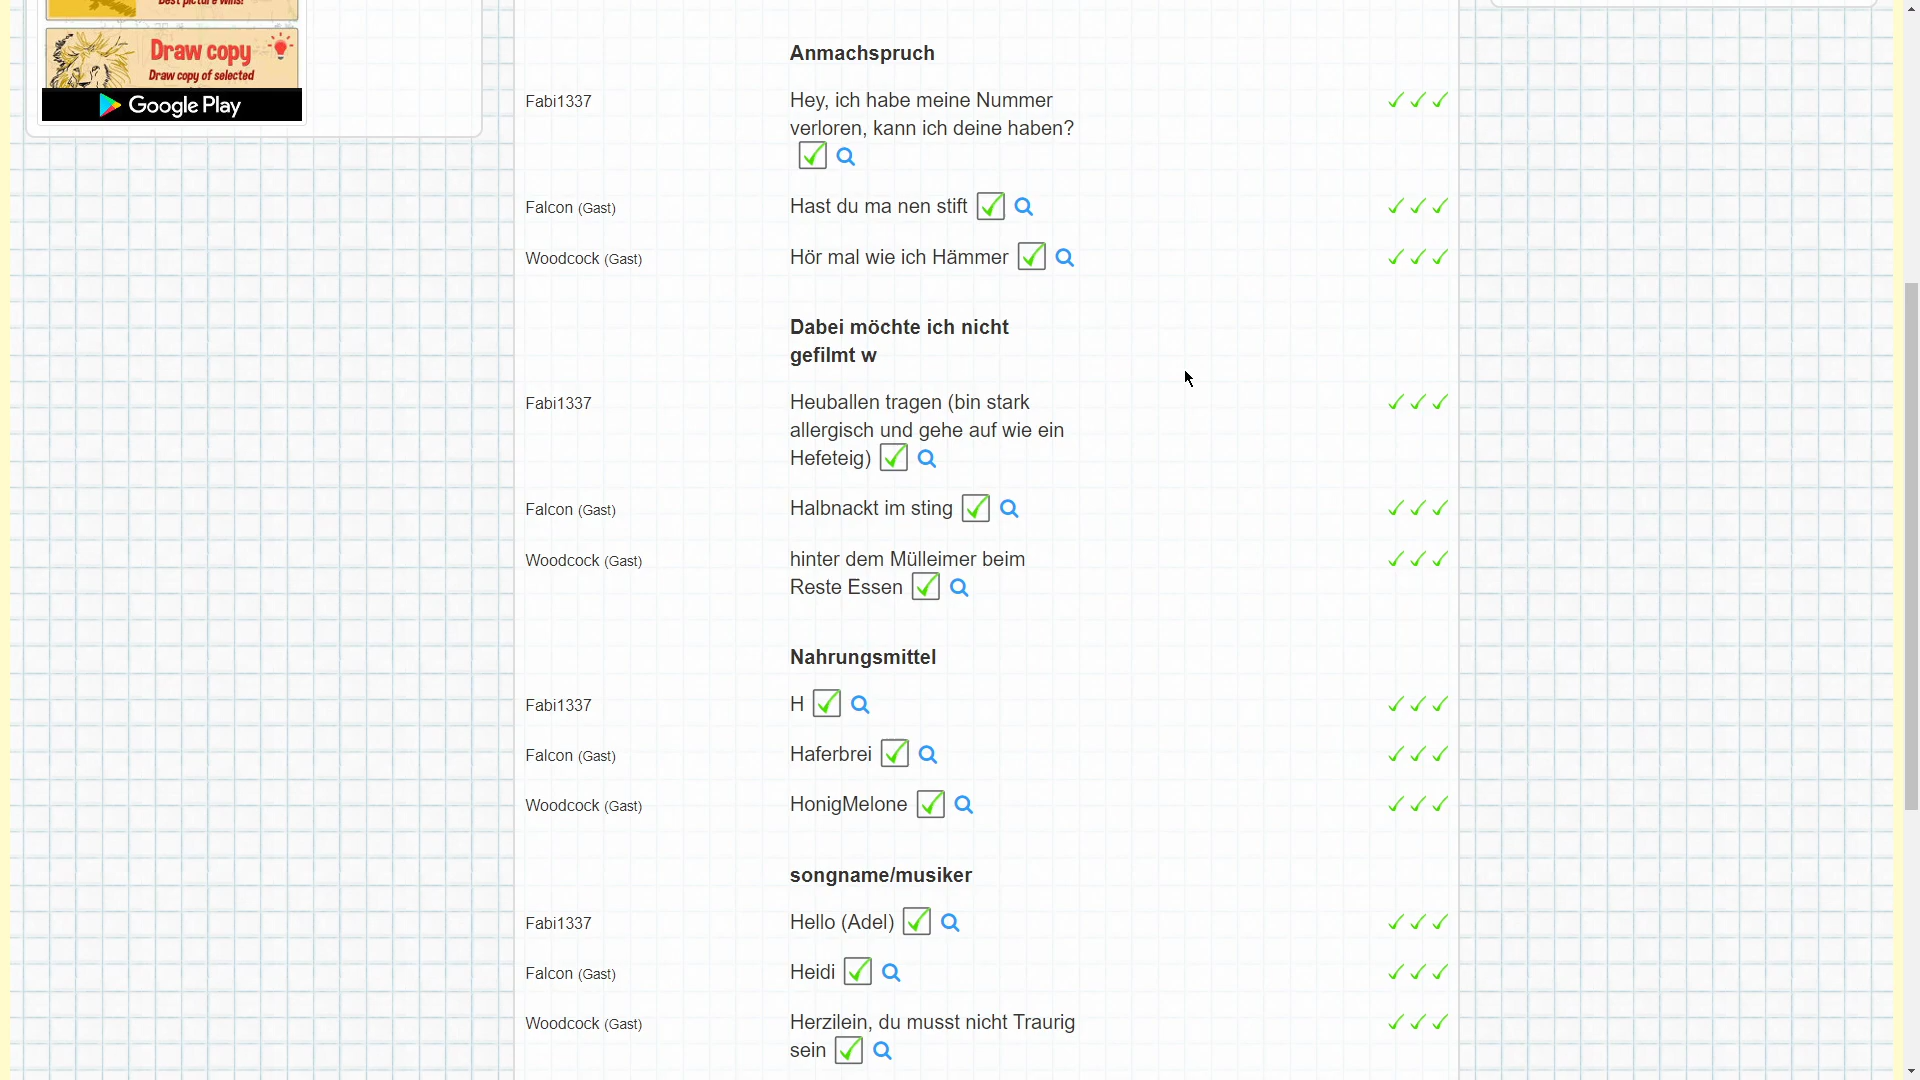 Best picture wins!
Draw copy
Draw copy of selected
Google Play
Anmachspruch
Fabi1337
Hey, ich habe meine Nummer
verloren, kann ich deine haben?
Falcon (Gast)
Hast du ma nen stift
Woodcock (Gast)
Hör mal wie ich Hämmer
Dabei möchte ich nicht
gefilmt w
Fabi1337
Heuballen tragen (bin stark
allergisch und gehe auf wie ein
Hefeteig)
Falcon (Gast)
Halbnackt im sting
Woodcock (Gast)
hinter dem Mülleimer beim
Reste Essen
Nahrungsmittel
Fabi1337
H
Falcon (Gast)
Haferbrei
Woodcock (Gast)
HonigMelone
songname/musiker
Fabi1337
Hello (Adel)
Falcon (Gast)
Heidi
Woodcock (Gast)
Herzilein, du musst nicht Traurig
sein